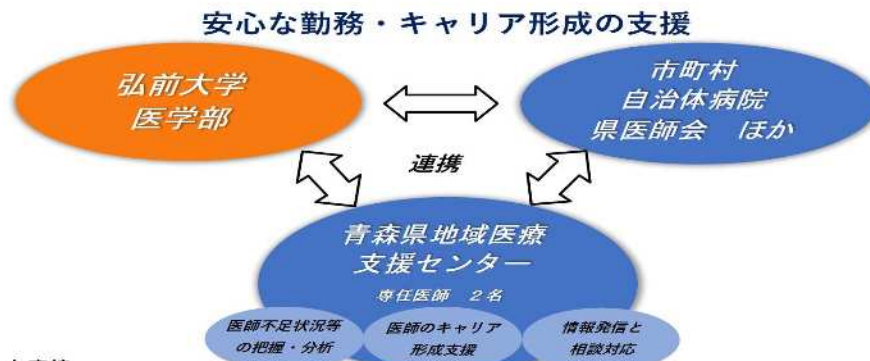 安心な勤務・キャリア形成の支援
弘前大学
医学部
市町村
自治体病院
県医師会　ほか
連携
青森県地域医療
支援センター
専任医師　２名
医師不足状況等
の把握・分析
医師のキャリア
形成支援
情報発信と
相談対応